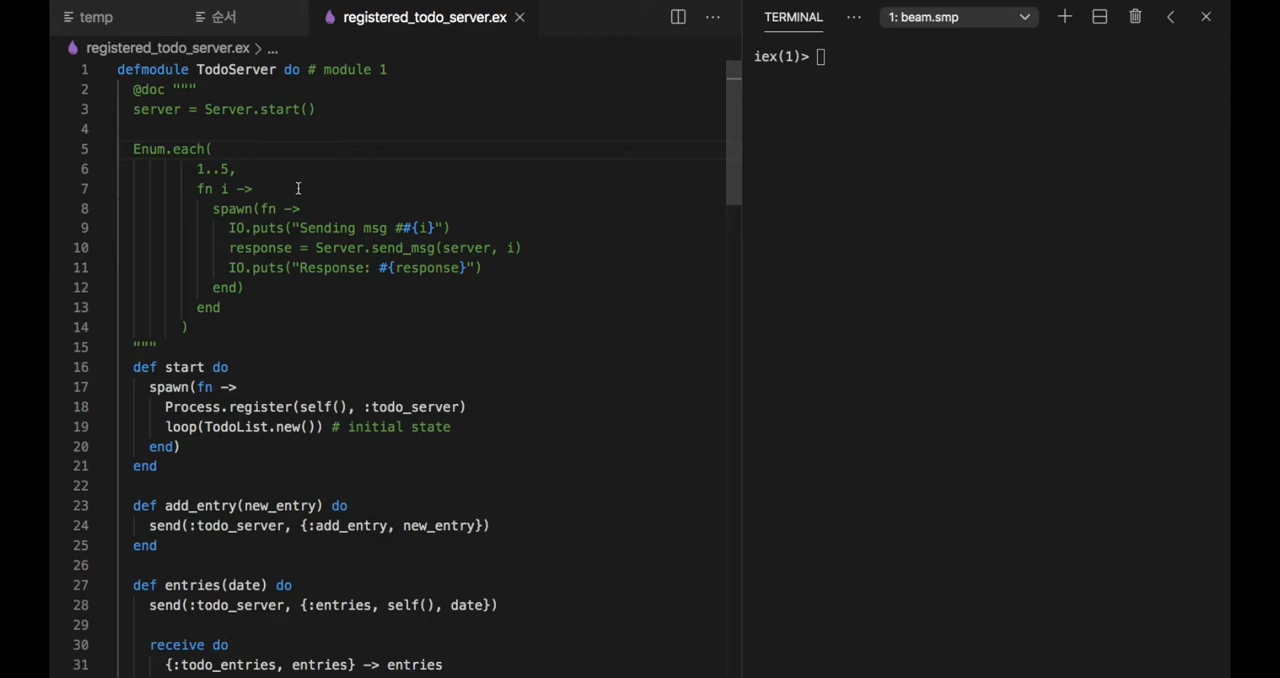 temp
순서
registered_todo_server.ex
TERMINAL
1: beam.smp
registered_todo_server.ex > ...
iex(1)>
1 defmodule TodoServer do # module 1
2 @doc """
3 server = Server.start()
4
5 Enum.each(
6 1..5,
7 fn i ->
8 spawn(fn ->
9 IO.puts("Sending msg ##{i}")
10 response = Server.send_msg(server, i)
11 IO.puts("Response: #{response}")
12 end)
13 end
14 )
15 """
16 def start do
17 spawn(fn ->
18 Process.register(self(), :todo_server)
19 loop(TodoList.new()) # initial state
20 end)
21 end
22
23 def add_entry(new_entry) do
24 send(:todo_server, {:add_entry, new_entry})
25 end
26
27 def entries(date) do
28 send(:todo_server, {:entries, self(), date})
29
30 receive do
31 {:todo_entries, entries} -> entries